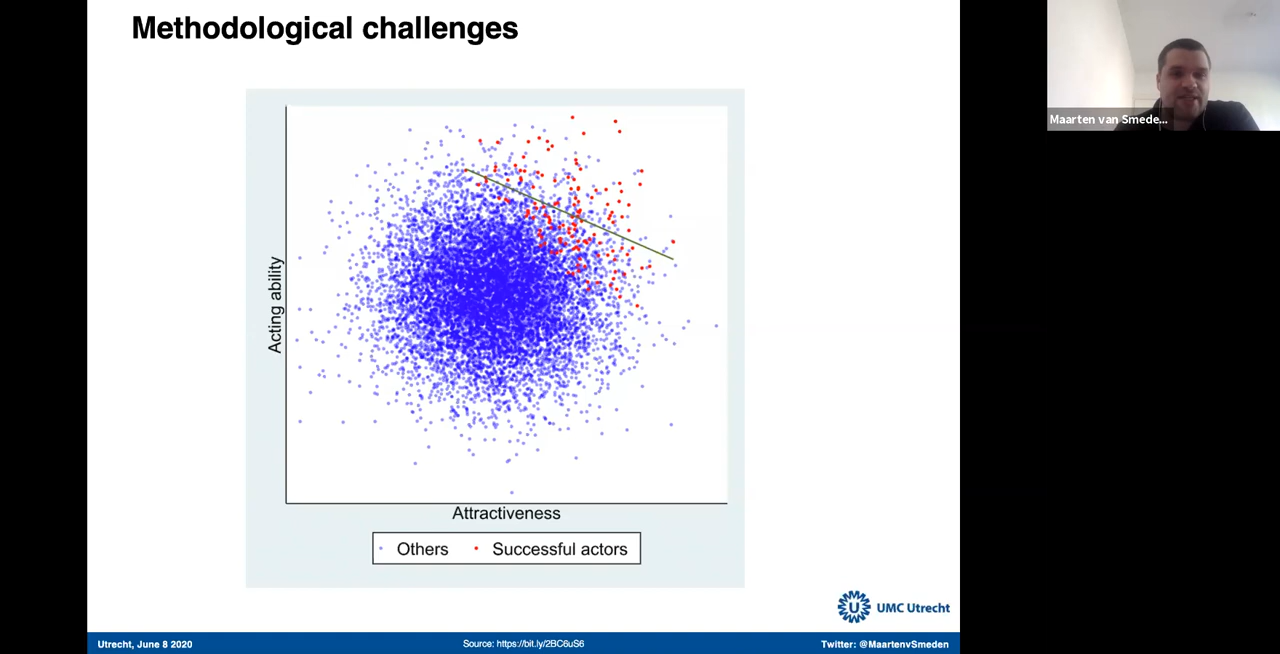 Methodological challenges
Maarten van Smede...
Acting ability
Attractiveness
Others
Successful actors
UMC Utrecht
Utrecht, June 8 2020
Source: https://bit.ly/2BC6uS6
Twitter: @MaartenvSmeden